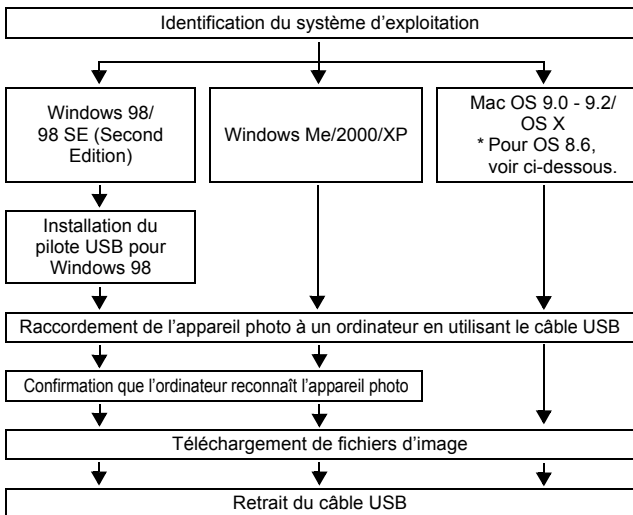 Identification du système d'exploitation
Windows 98/
98 SE (Second
Edition)
Windows Me/2000/XP
Mac OS 9.0 - 9.2/
OS X
* Pour OS 8.6,
voir ci-dessous.
Installation du
pilote USB pour
Windows 98
Raccordement de l'appareil photo à un ordinateur en utilisant le câble USB
Confirmation que l'ordinateur reconnaît l'appareil photo
Téléchargement de fichiers d'image
Retrait du câble USB